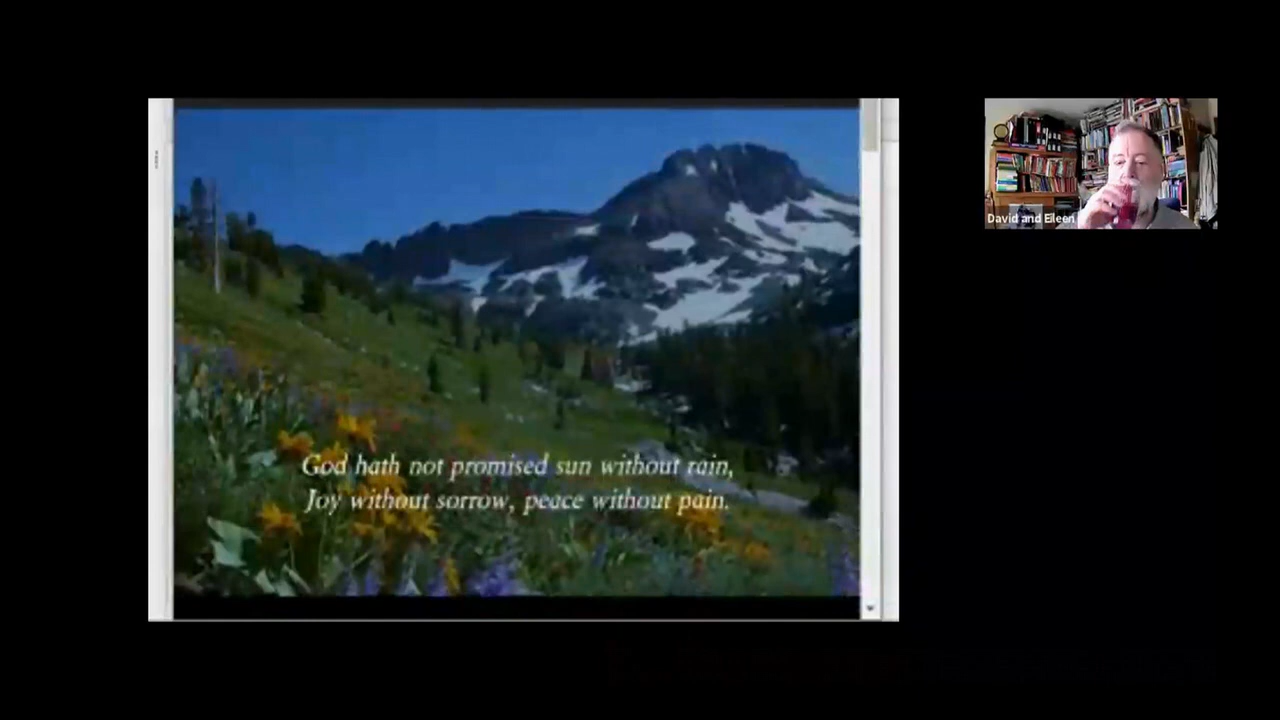 God hath not promised sun without rain,
Joy without sorrow, peace without pain.
David and Eileen